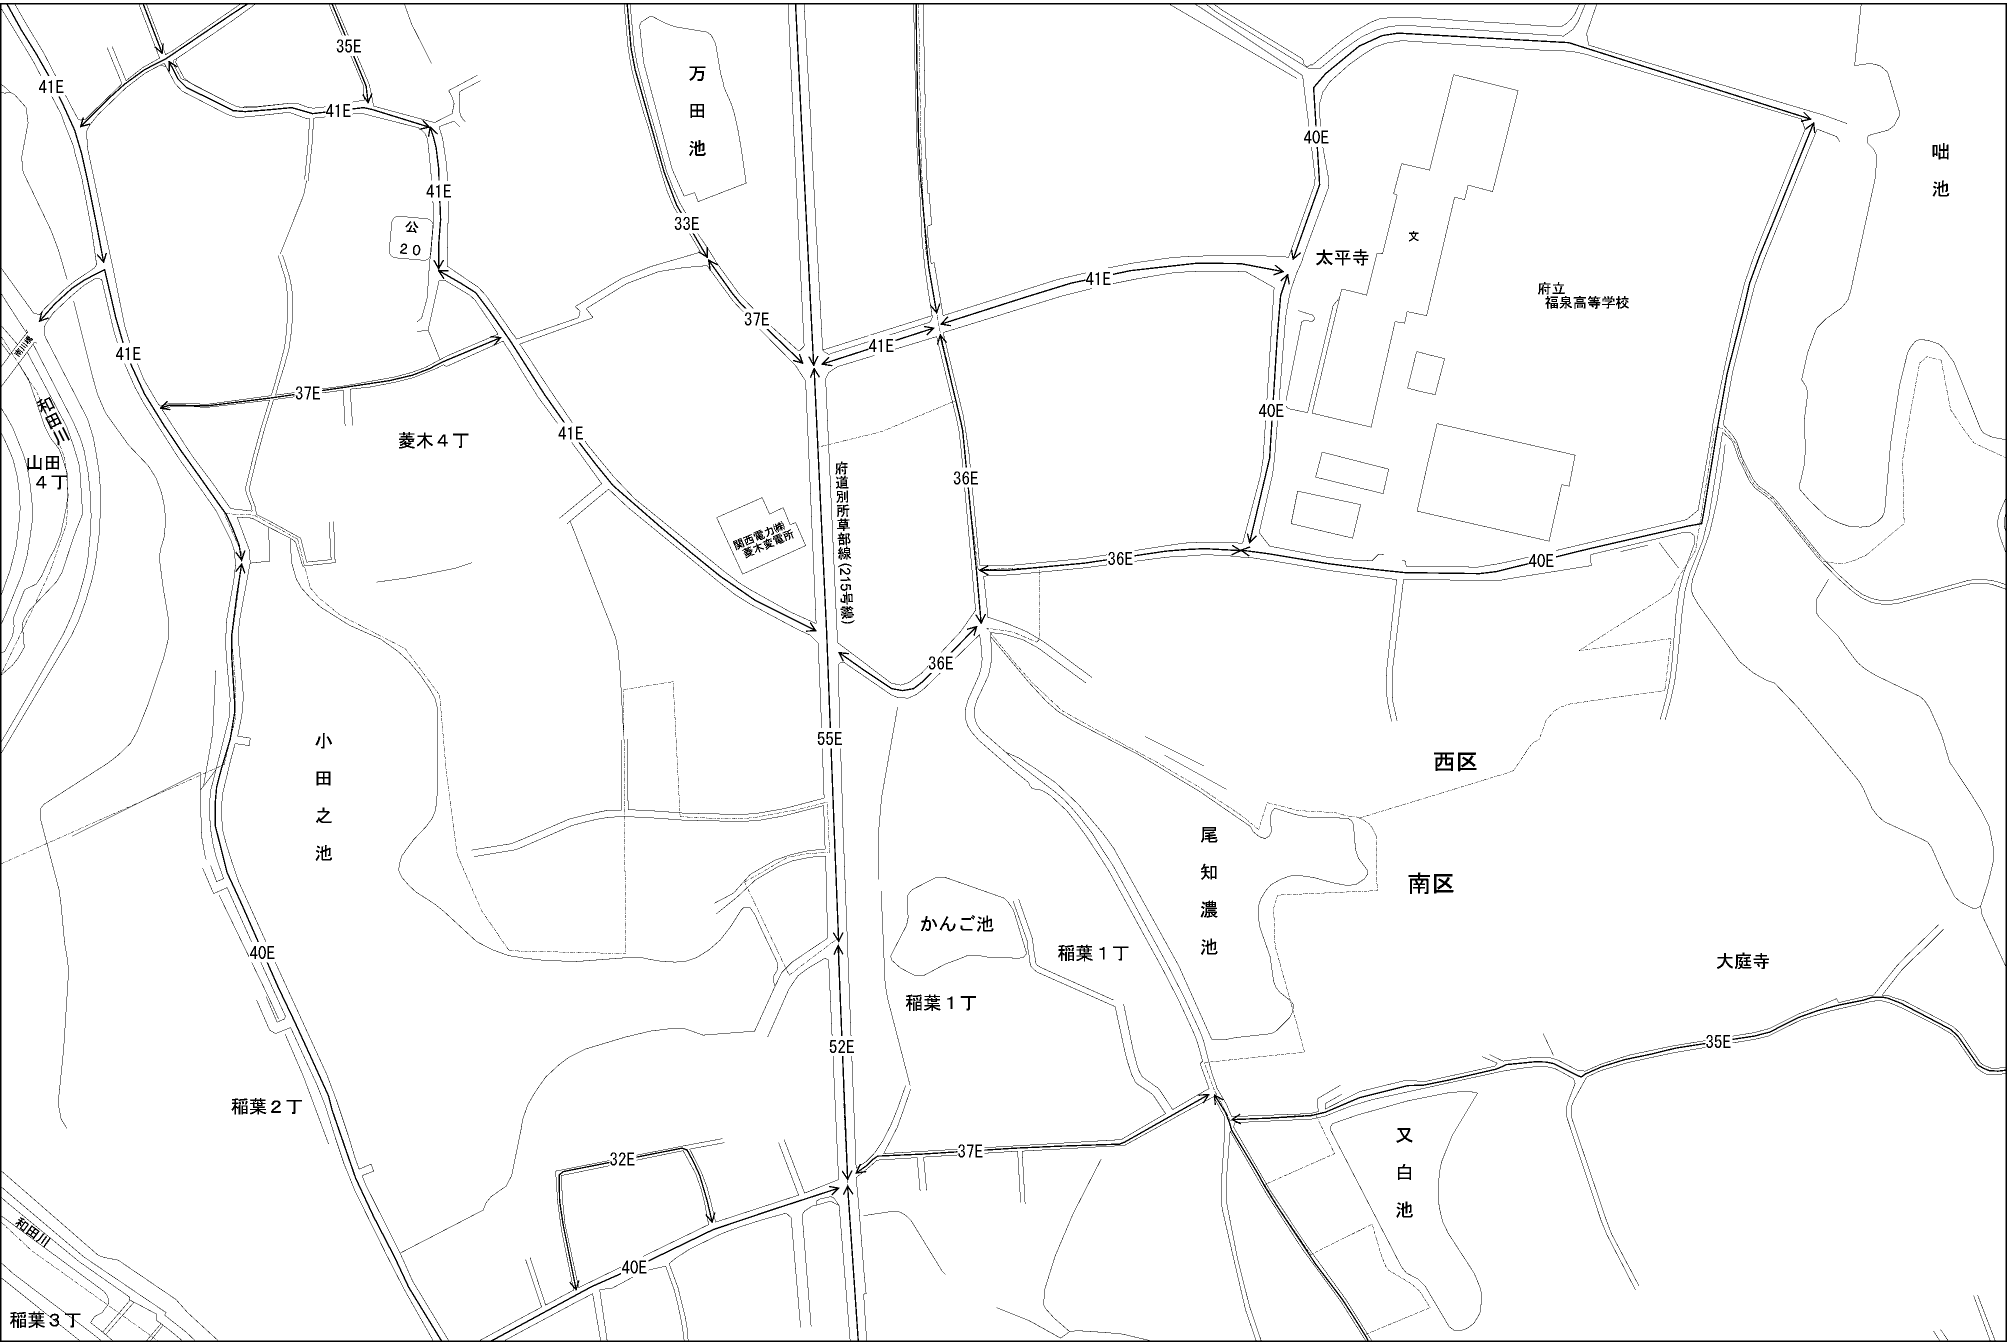 35E
41E
万田池
41E
40E
咄池
41E
公
20
33E
文
太平寺
41E
府立
福泉高等学校
37E
41E
41E
南川橋
37E
和田川
40E
41E
菱木4丁
山田
4丁
36E
府道別所草部線(215号線)
関西電力㈱
菱木変電所
36E
40E
36E
55E
小田之池
西区
尾知濃池
南区
かんご池
稲葉1丁
40E
大庭寺
稲葉1丁
52E
35E
稲葉2丁
又白池
37E
32E
和田川
40E
稲葉3丁